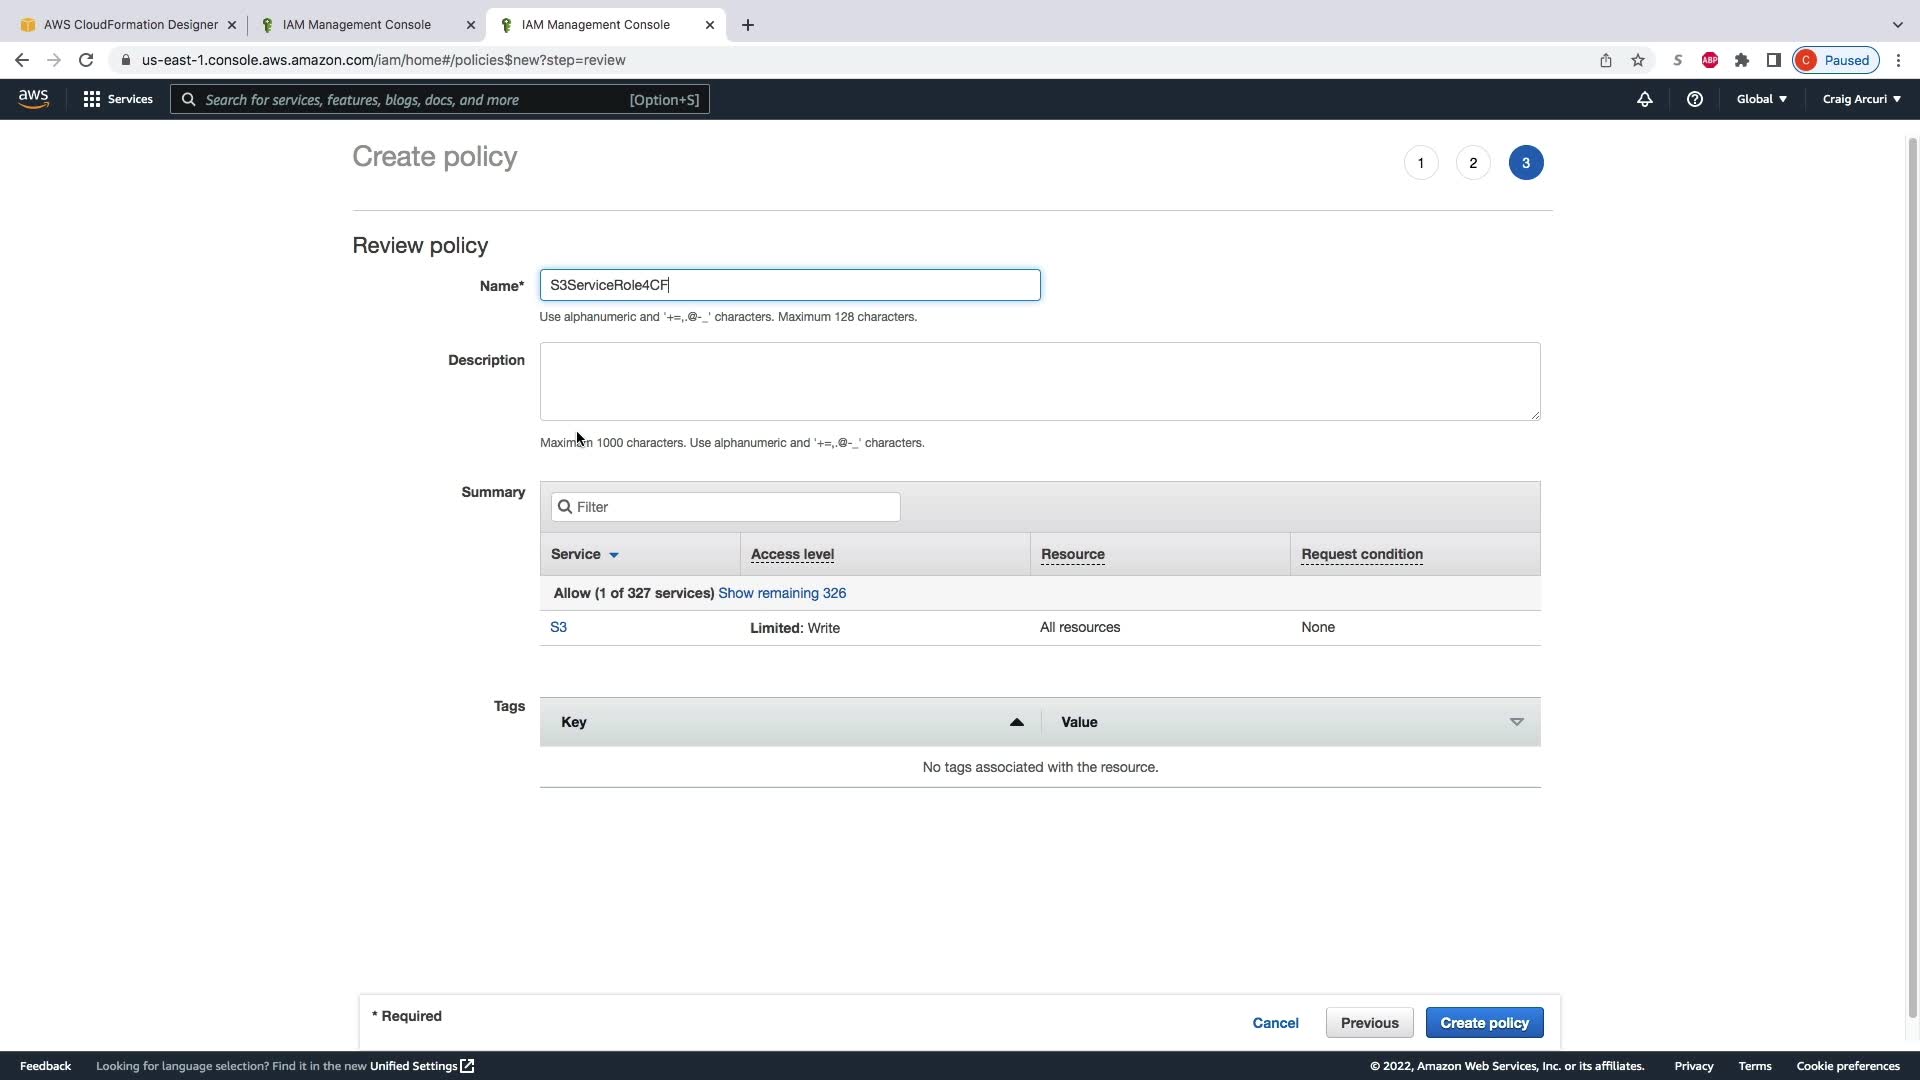 AWS CloudFormation Designer
IAM Management Console
IAM Management Console
us-east-1.console.aws.amazon.com/iam/home#/policies$new?step=review
ABP
C Paused
aws
Services
Search for services, features, blogs, docs, and more [Option+S]
Global
Craig Arcuri
Create policy
1 2 3
Review policy
Name*
S3ServiceRole4CF
Use alphanumeric and '+=,.@-_' characters. Maximum 128 characters.
Description
Maximum 1000 characters. Use alphanumeric and '+=,.@-_' characters.
Summary
Filter
Service Access level Resource Request condition
Allow (1 of 327 services) Show remaining 326
S3 Limited: Write All resources None
Tags
Key Value
No tags associated with the resource.
* Required
Cancel Previous Create policy
Feedback Looking for language selection? Find it in the new Unified Settings © 2022, Amazon Web Services, Inc. or its affiliates. Privacy Terms Cookie preferences